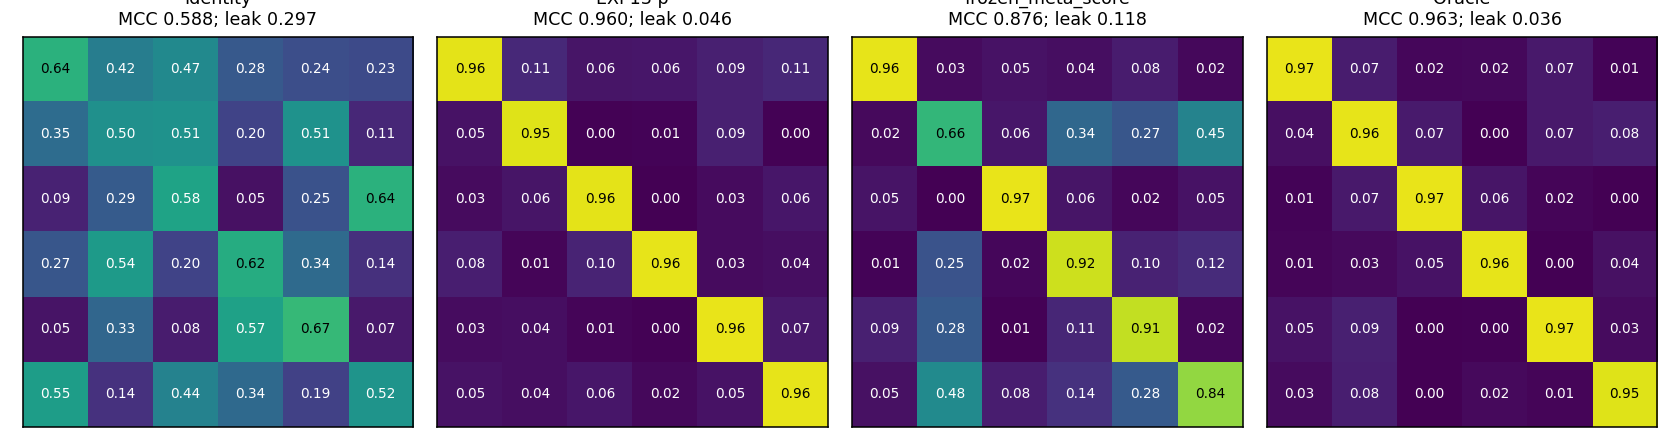 Identity
MCC 0.588; leak 0.297
0.64 0.42 0.47 0.28 0.24 0.23
0.35 0.50 0.51 0.20 0.51 0.11
0.09 0.29 0.58 0.05 0.25 0.64
0.27 0.54 0.20 0.62 0.34 0.14
0.05 0.33 0.08 0.57 0.67 0.07
0.55 0.14 0.44 0.34 0.19 0.52
MCC 0.960; leak 0.046
0.96 0.11 0.06 0.06 0.09 0.11
0.05 0.95 0.00 0.01 0.09 0.00
0.03 0.06 0.96 0.00 0.03 0.06
0.08 0.01 0.10 0.96 0.03 0.04
0.03 0.04 0.01 0.00 0.96 0.07
0.05 0.04 0.06 0.02 0.05 0.96
frozen_meta_score
MCC 0.876; leak 0.118
0.96 0.03 0.05 0.04 0.08 0.02
0.02 0.66 0.06 0.34 0.27 0.45
0.05 0.00 0.97 0.06 0.02 0.05
0.01 0.25 0.02 0.92 0.10 0.12
0.09 0.28 0.01 0.11 0.91 0.02
0.05 0.48 0.08 0.14 0.28 0.84
Oracle
MCC 0.963; leak 0.036
0.97 0.07 0.02 0.02 0.07 0.01
0.04 0.96 0.07 0.00 0.07 0.08
0.01 0.07 0.97 0.06 0.02 0.00
0.01 0.03 0.05 0.96 0.00 0.04
0.05 0.09 0.00 0.00 0.97 0.03
0.03 0.08 0.00 0.02 0.01 0.95